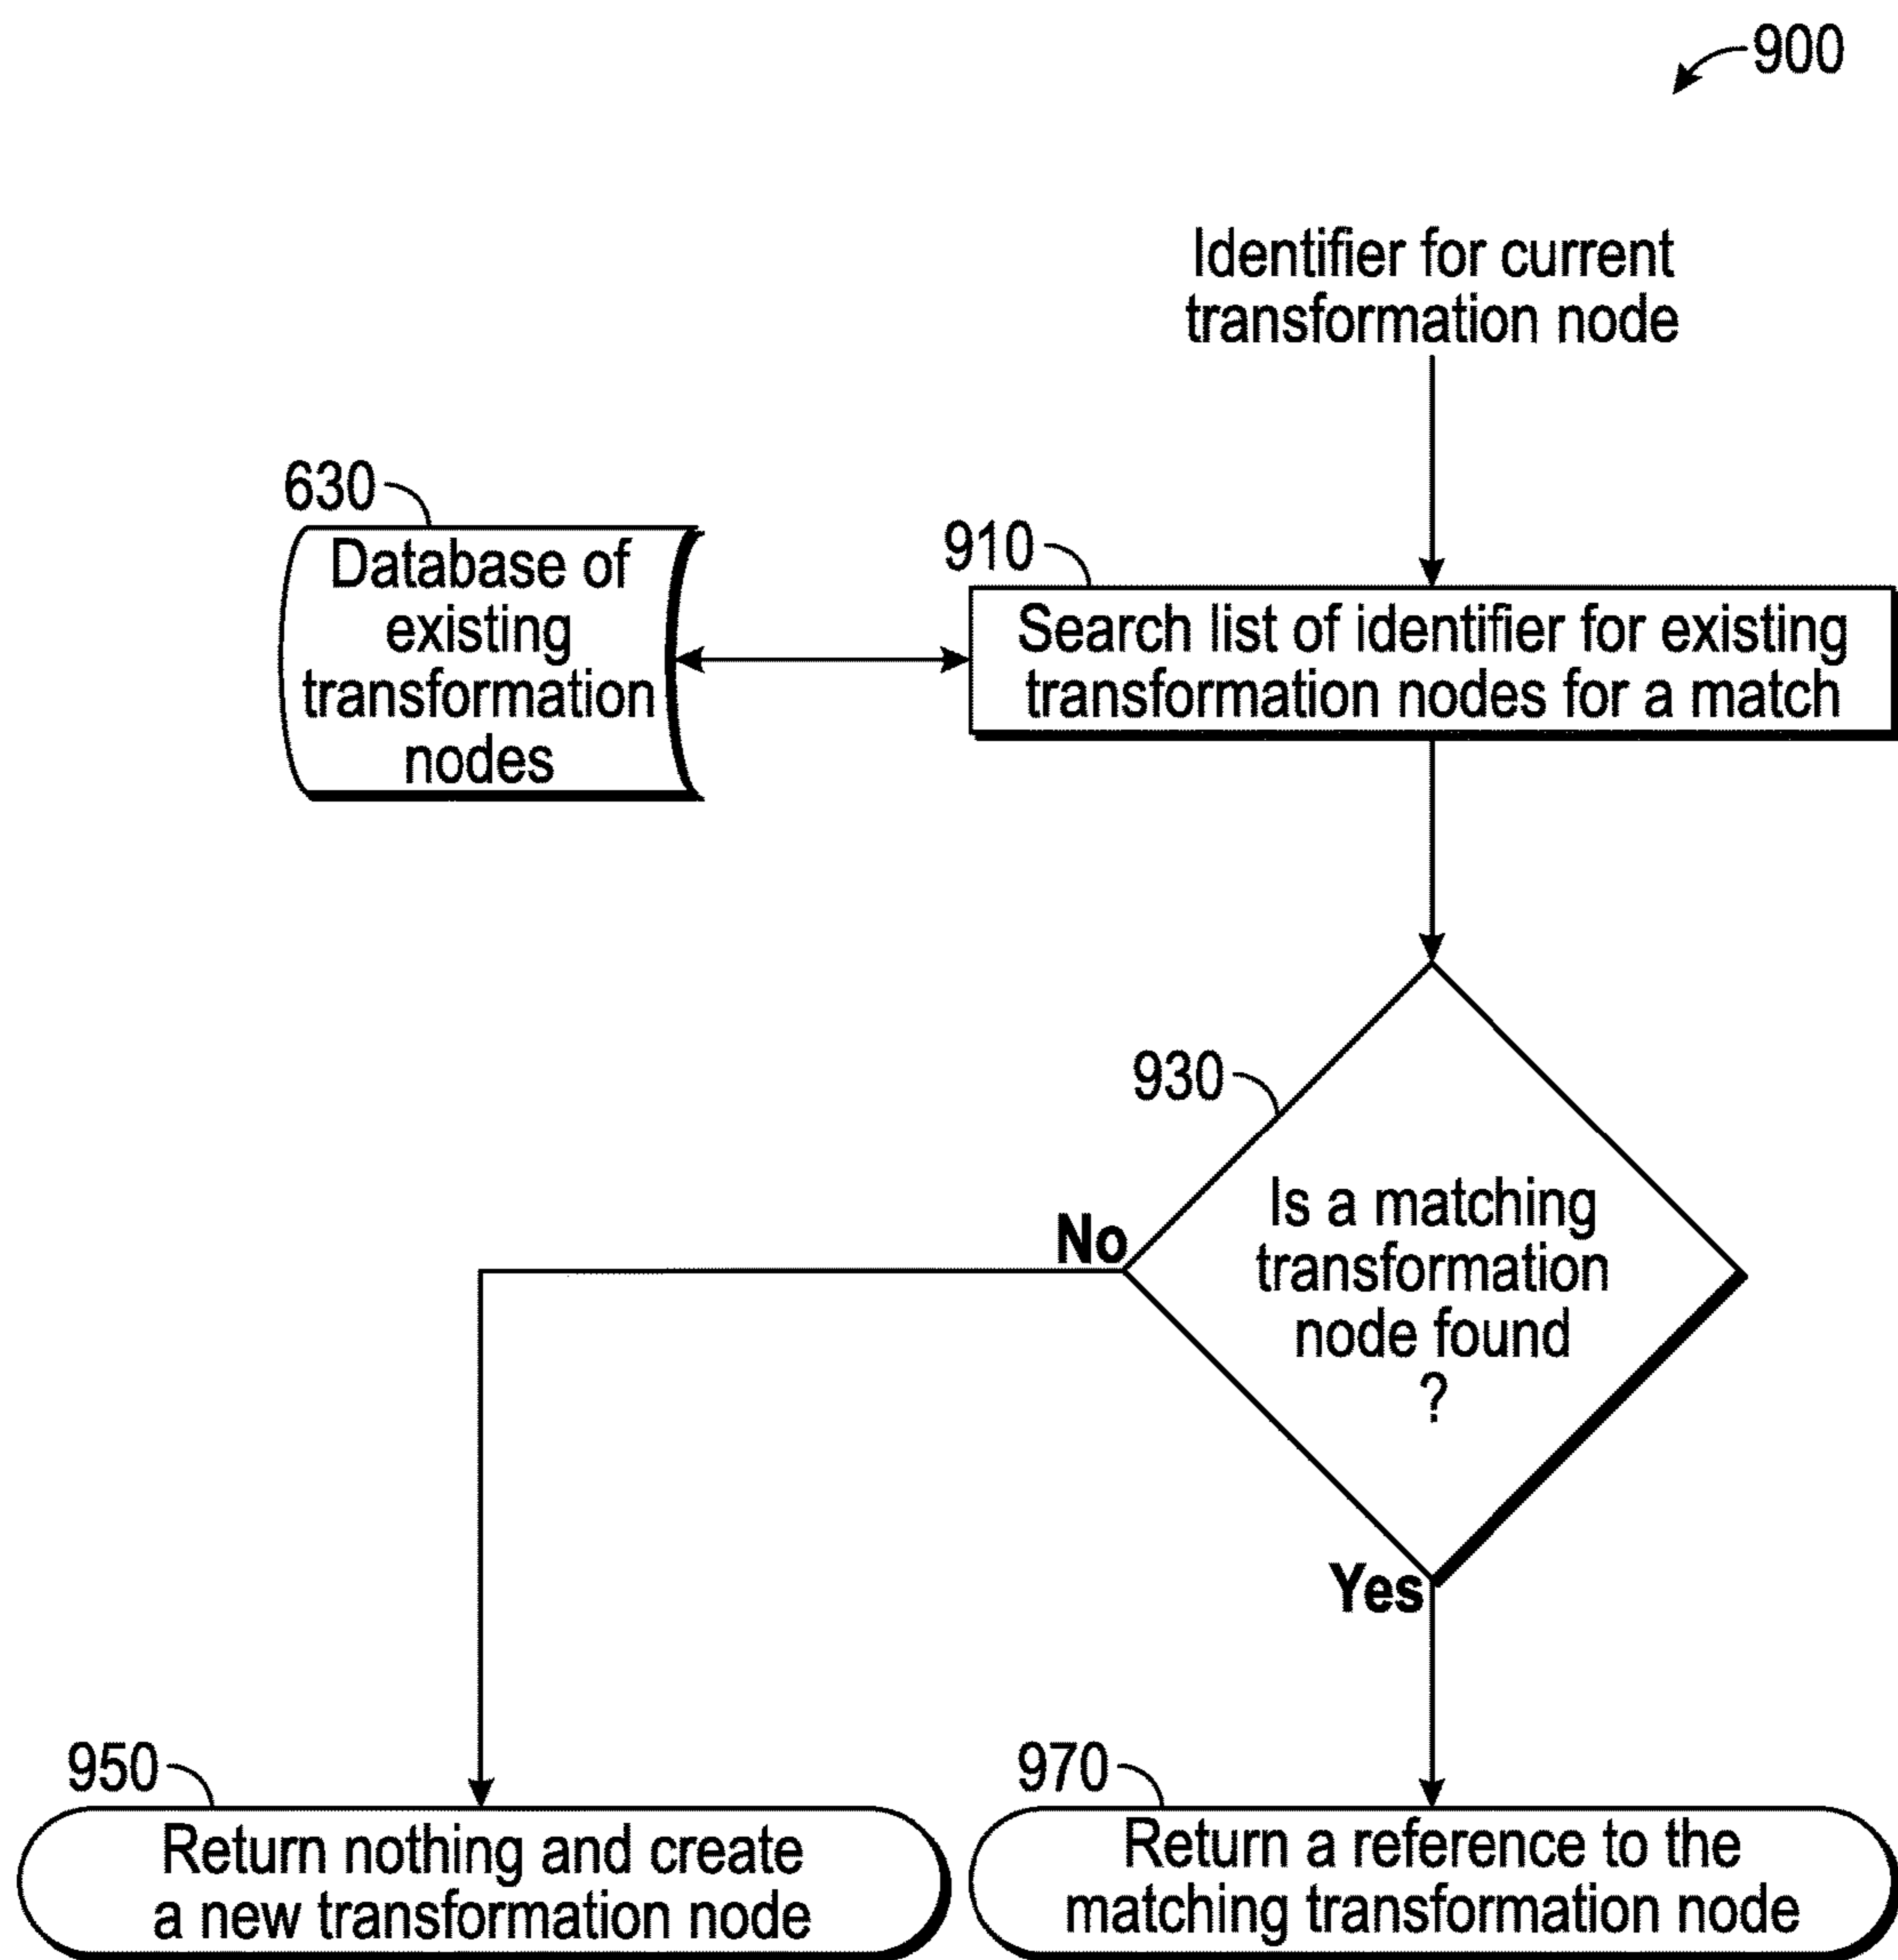 900
Identifier for current
transformation node
630
Database of
existing
transformation
nodes
910
Search list of identifier for existing
transformation nodes for a match
930
Is a matching
transformation
node found
?
No
Yes
950
Return nothing and create
a new transformation node
970
Return a reference to the
matching transformation node